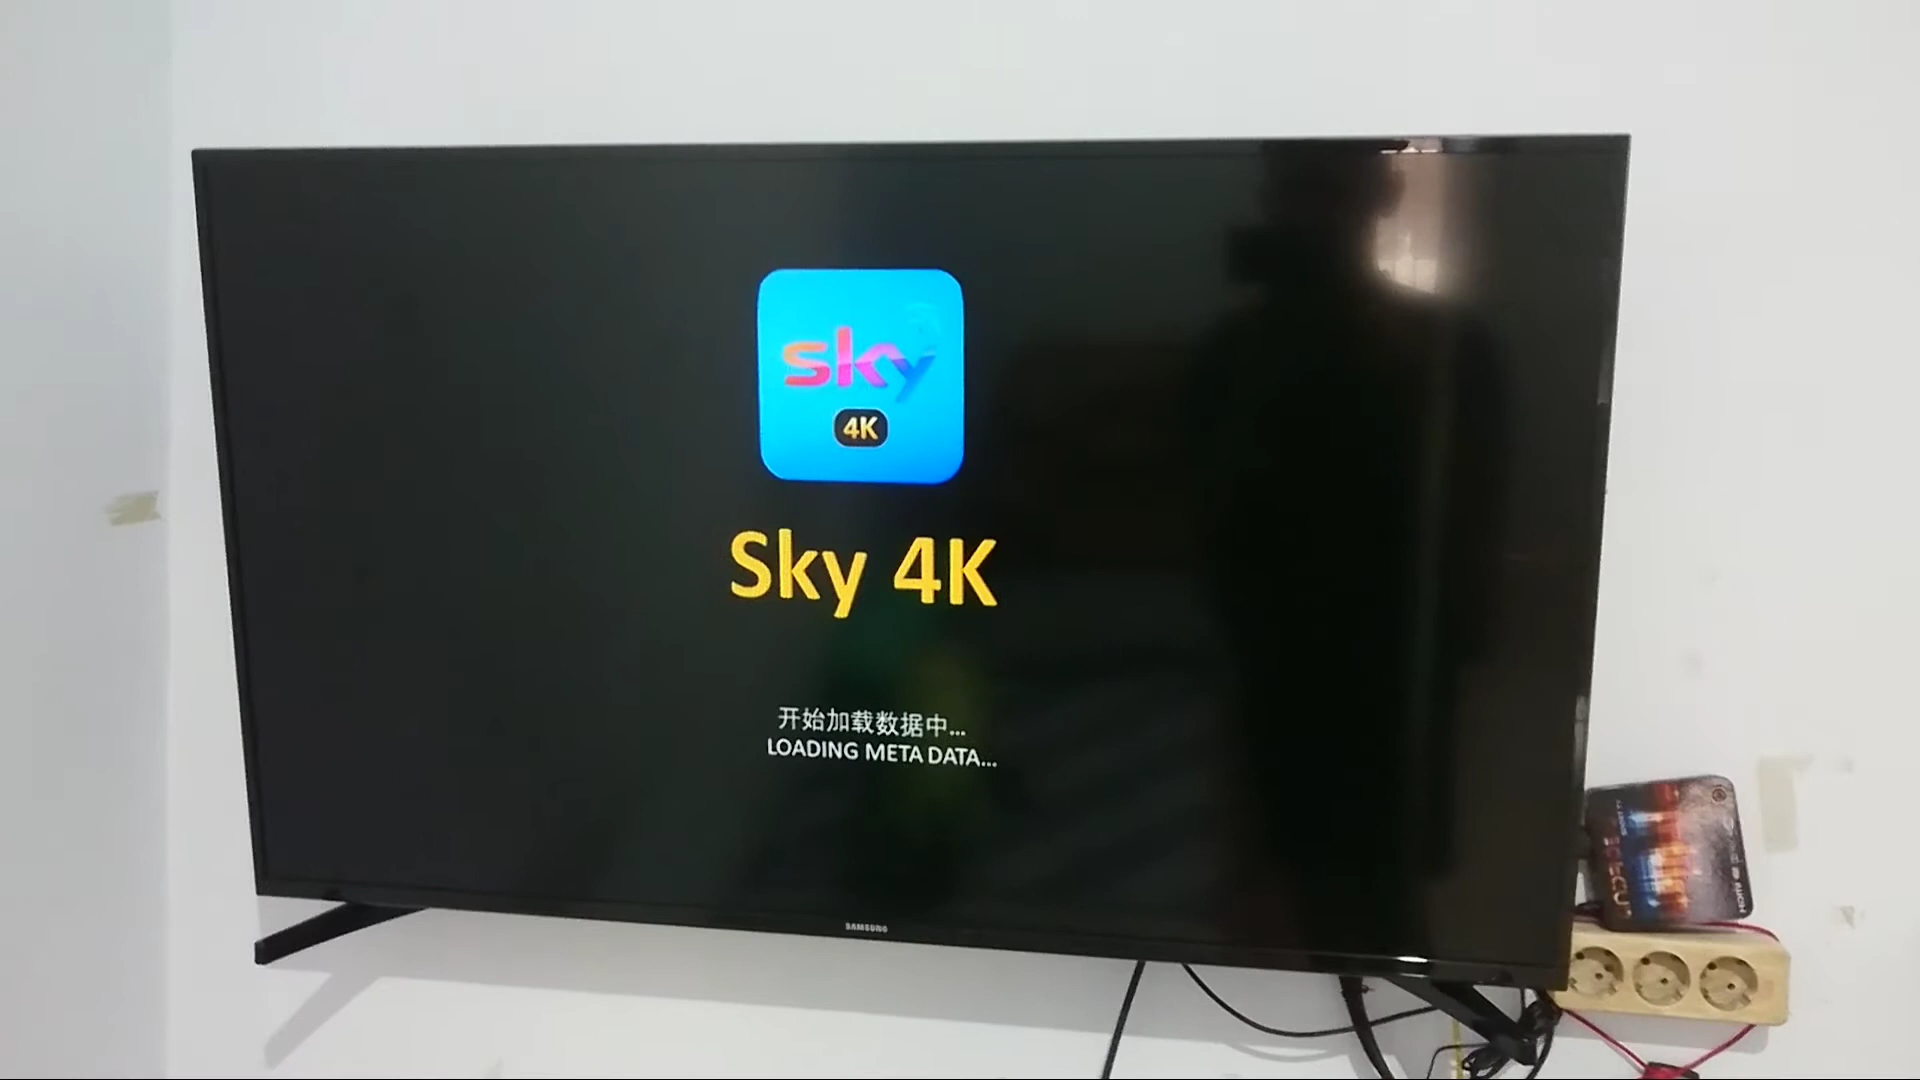 sky
4K
Sky 4K
开始加载数据中...
LOADING META DATA...
SAMSUNG